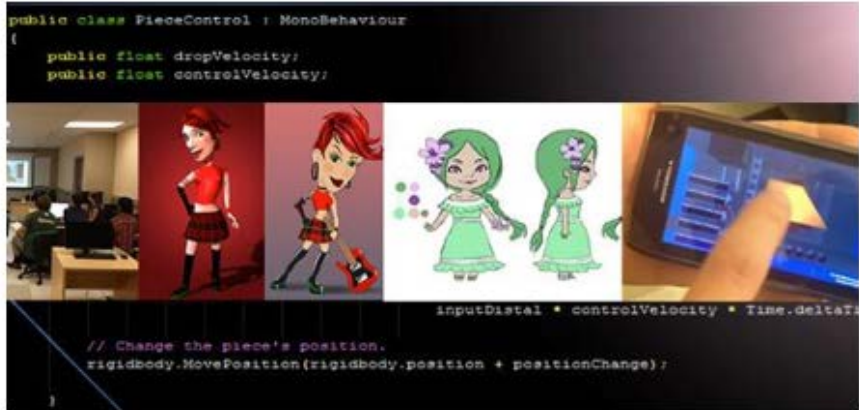 public class PieceControl : MonoBehaviour
{
public float dropVelocity;
public float controlVelocity;
inputDistal * controlVelocity * Time.deltaTi
// Change the piece's position.
rigidbody.MovePosition(rigidbody.position + positionChange);
}